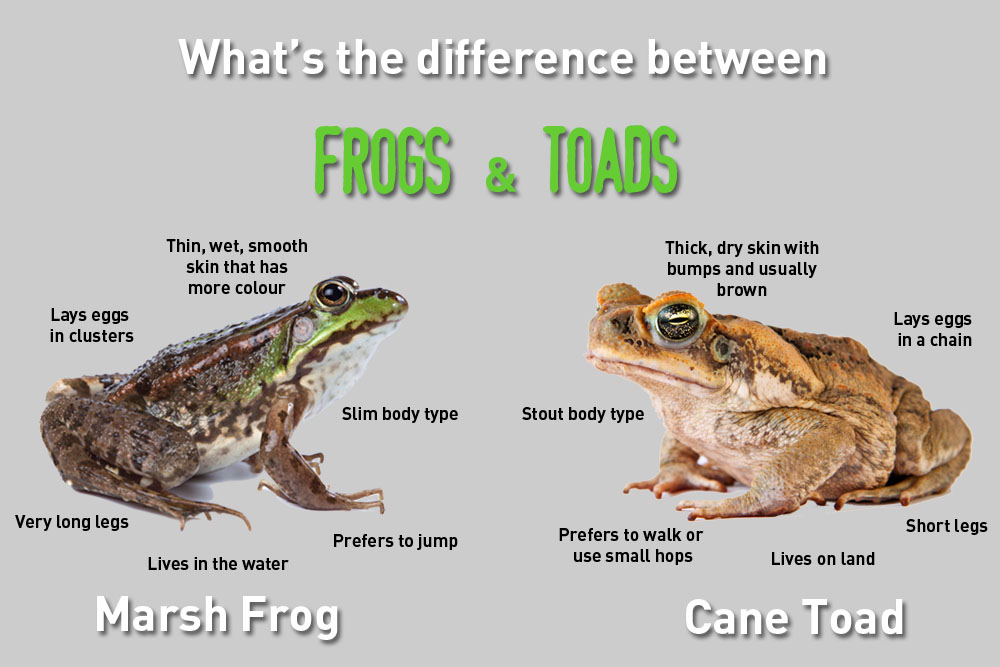 What's the difference between
FROGS & TOADS
Thin, wet, smooth
skin that has
more colour
Lays eggs
in clusters
Slim body type
Very long legs
Prefers to jump
Lives in the water
Marsh Frog
Thick, dry skin with
bumps and usually
brown
Lays eggs
in a chain
Stout body type
Short legs
Prefers to walk or
use small hops
Lives on land
Cane Toad